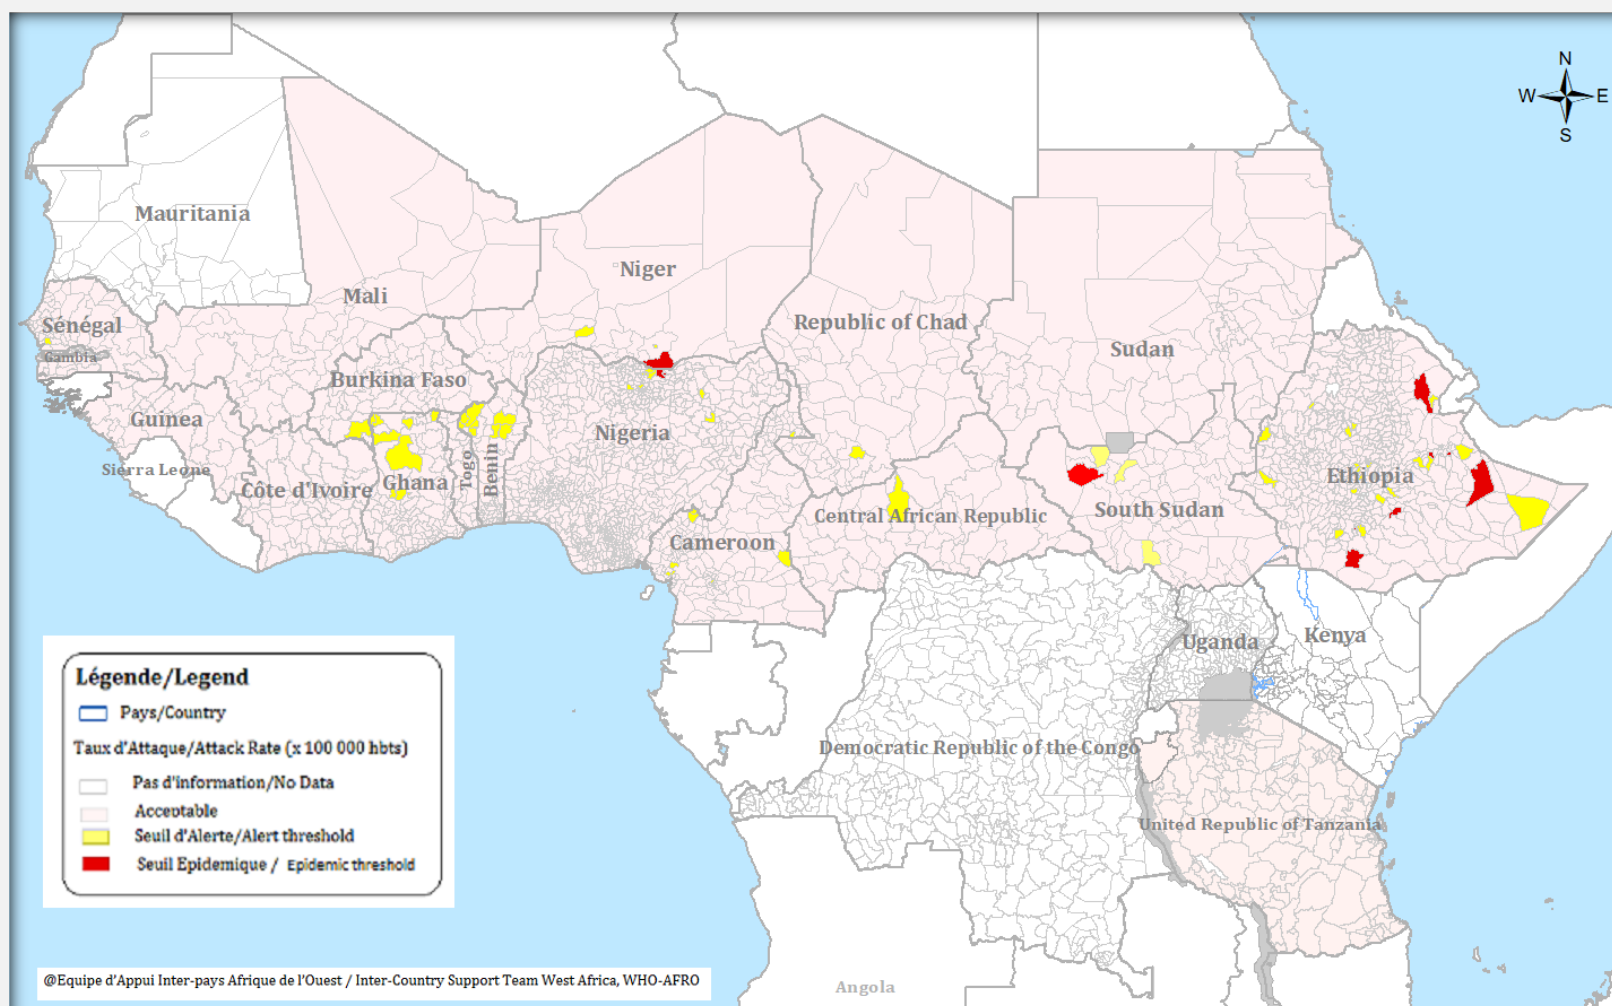 N
W E
S
Mauritania
Niger
Mali
Sénégal
Gambia
Republic of Chad
Sudan
Burkina Faso
Guinea
Nigeria
Sierra Leone
Côte d'Ivoire
Ghana
Togo
Benin
Ethiopia
Central African Republic
South Sudan
Cameroon
Uganda
Kenya
Democratic Republic of the Congo
United Republic of Tanzania
Angola
Légende/Legend
Pays/Country
Taux d'Attaque/Attack Rate (x 100 000 hbts)
Pas d'information/No Data
Acceptable
Seuil d'Alerte/Alert threshold
Seuil Epidemique / Epidemic threshold
@Equipe d'Appui Inter-pays Afrique de l'Ouest / Inter-Country Support Team West Africa, WHO-AFRO